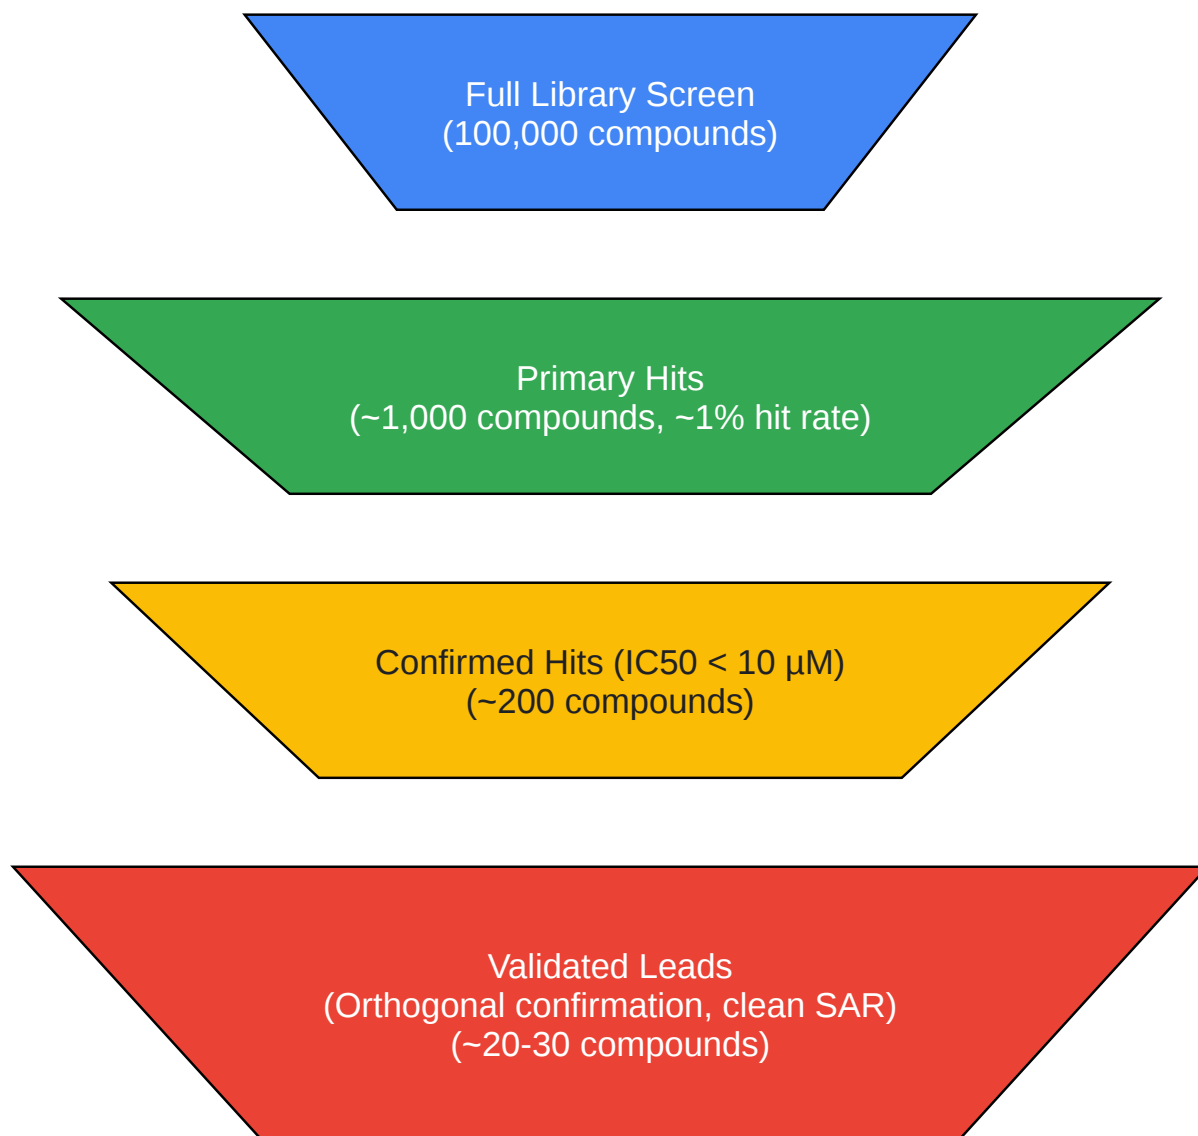 Full Library Screen
(100,000 compounds)
Primary Hits
(~1,000 compounds, ~1% hit rate)
Confirmed Hits (IC50 < 10 µM)
(~200 compounds)
Validated Leads
(Orthogonal confirmation, clean SAR)
(~20-30 compounds)